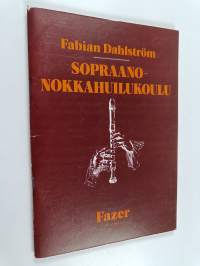 Fabian Dahlström
SOPRAANO-
NOKKAHUILUKOULU
Fazer